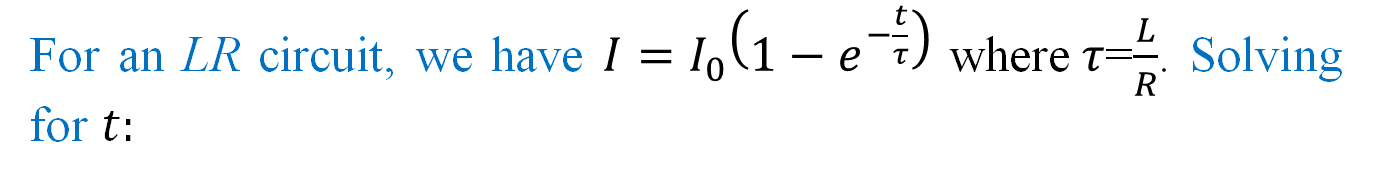 For an LR circuit, we have I = I₀(1 − e^{−t/τ}) where τ=L/R. Solving
for t: